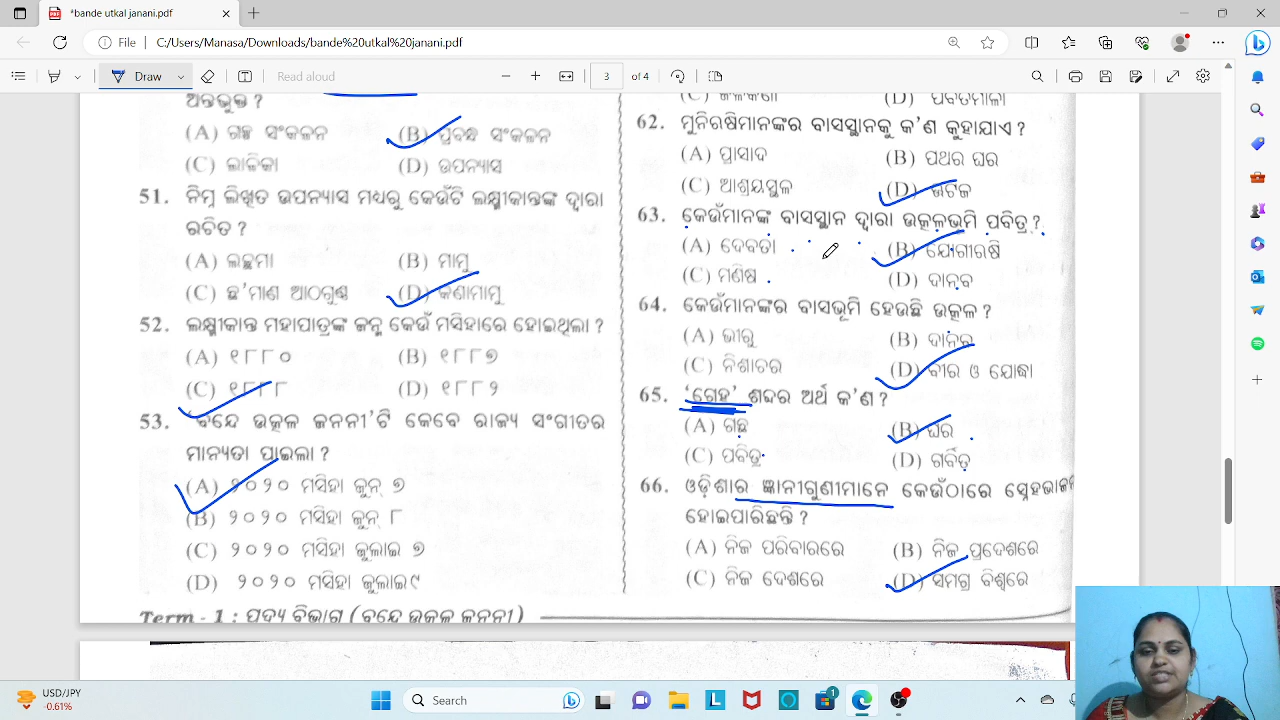 *bande utkal janani.pdf
File
C:/Users/Manasa/Orissa/bande%20utkal%20janani.pdf
Draw
Read aloud
3 of 4
ଅନ୍ତଭୁକ୍ତ ?
(A) ଗଳ୍ପ ସଂକଳନ (B) ପ୍ରବନ୍ଧ ସଂକଳନ
(C) ଲାଳିକା (D) ଉପନ୍ୟାସ
51. ନିମ୍ନ ଲିଖିତ ଉପନ୍ୟାସ ମଧ୍ୟରୁ କେଉଁଟି ଲକ୍ଷ୍ମୀକାନ୍ତଙ୍କ ଦ୍ୱାରା
ରଚିତ ?
(A) ଲଛମା (B) ମାମୁ
(C) ଛ'ମାଣ ଆଠଗୁଣ୍ଠ (D) କଣାମାମୁ
52. ଲକ୍ଷ୍ମୀକାନ୍ତ ମହାପାତ୍ରଙ୍କ ଜନ୍ମ କେଉଁ ମସିହାରେ ହୋଇଥିଲା ?
(A) ୧୮୮୦ (B) ୧୮୮୭
(C) ୧୮୮୮ (D) ୧୮୮୨
53. 'ବନ୍ଦେ ଉତ୍କଳ ଜନନୀ'ଟି କେବେ ରାଜ୍ୟ ସଂଗୀତର
ମାନ୍ୟତା ପାଇଲା ?
(A) ୨୦୨୦ ମସିହା ଜୁନ୍ ୭
(B) ୨୦୨୦ ମସିହା ଜୁନ୍ ୮
(C) ୨୦୨୦ ମସିହା ଜୁଲାଇ ୭
(D) ୨୦୨୦ ମସିହା ଜୁଲାଇ ୯
Term - 1 : ପଦ୍ୟ ବିଭାଗ (ବନ୍ଦେ ଉତ୍କଳ ଜନନୀ)
(C) ଜଳକଣା (D) ପର୍ବତମାଳା
62. ମୁନିଋଷିମାନଙ୍କର ବାସସ୍ଥାନକୁ କ'ଣ କୁହାଯାଏ ?
(A) ପ୍ରାସାଦ (B) ପଥର ଘର
(C) ଆଶ୍ରୟସ୍ଥଳ (D) ଉଟଜ
63. କେଉଁମାନଙ୍କ ବାସସ୍ଥାନ ଦ୍ୱାରା ଉତ୍କଳଭୂମି ପବିତ୍ର ?
(A) ଦେବତା (B) ଯୋଗୀଋଷି
(C) ମଣିଷ (D) ଦାନବ
64. କେଉଁମାନଙ୍କର ବାସଭୂମି ହେଉଛି ଉତ୍କଳ ?
(A) ଭୀରୁ (B) ଦାନବ
(C) ନିଶାଚର (D) ବୀର ଓ ଯୋଦ୍ଧା
65. 'ଗେହ' ଶବ୍ଦର ଅର୍ଥ କ'ଣ ?
(A) ଗଛ (B) ଘର
(C) ପବିତ୍ର (D) ଗର୍ବିତ
66. ଓଡ଼ିଶାର ଜ୍ଞାନୀଗୁଣୀମାନେ କେଉଁଠାରେ ସ୍ନେହଭାଜନ
ହୋଇପାରିଛନ୍ତି ?
(A) ନିଜ ପରିବାରରେ (B) ନିଜ ପ୍ରଦେଶରେ
(C) ନିଜ ଦେଶରେ (D) ସମଗ୍ର ବିଶ୍ୱରେ
USD/JPY
-0.61%
Search